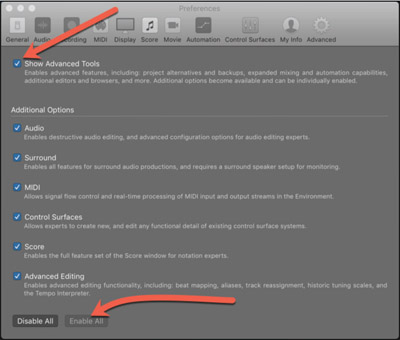 Preferences
General Audio Recording MIDI Display Score Movie Automation Control Surfaces My Info Advanced
Show Advanced Tools
Enables advanced features, including: project alternatives and backups, expanded mixing and automation capabilities,
additional editors and browsers, and more. Additional options become available and can be individually enabled.
Additional Options
Audio
Enables destructive audio editing, and advanced configuration options for audio editing experts.
Surround
Enables all features for surround audio productions, and requires a surround speaker setup for monitoring.
MIDI
Allows signal flow control and real-time processing of MIDI input and output streams in the Environment.
Control Surfaces
Allows experts to create new, and edit any functional detail of existing control surface systems.
Score
Enables the full feature set of the Score window for notation experts.
Advanced Editing
Enables advanced editing functionality, including: beat mapping, aliases, track reassignment, historic tuning scales, and
the Tempo Interpreter.
Disable All Enable All